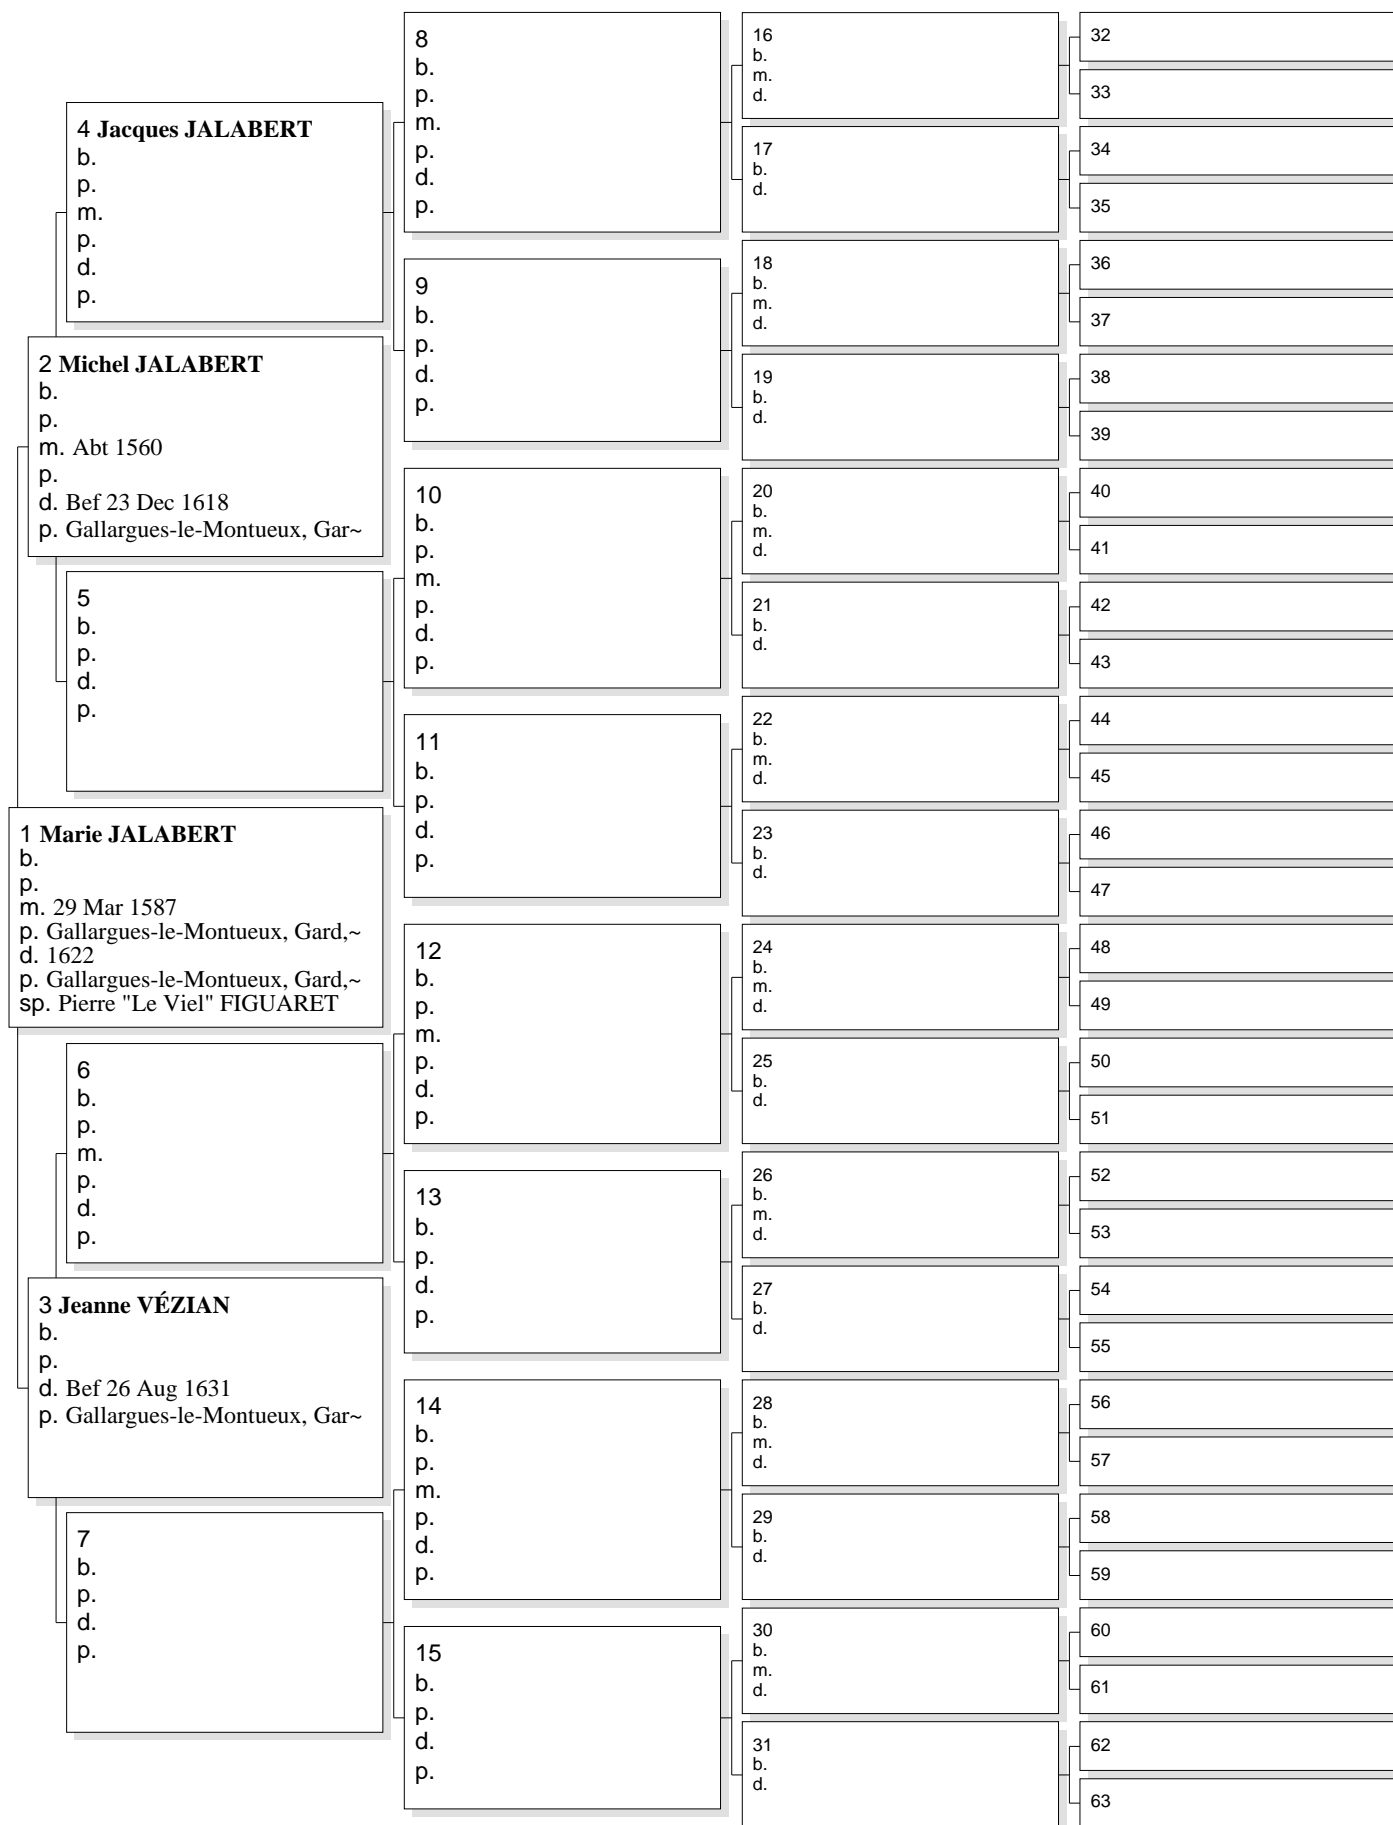 4 Jacques JALABERT
b.
p.
m.
p.
d.
p.
2 Michel JALABERT
b.
p.
m. Abt 1560
p.
d. Bef 23 Dec 1618
p. Gallargues-le-Montueux, Gar~
5
b.
p.
d.
p.
1 Marie JALABERT
b.
p.
m. 29 Mar 1587
p. Gallargues-le-Montueux, Gard,~
d. 1622
p. Gallargues-le-Montueux, Gard,~
sp. Pierre "Le Viel" FIGUARET
6
b.
p.
m.
p.
d.
p.
3 Jeanne VÉZIAN
b.
p.
d. Bef 26 Aug 1631
p. Gallargues-le-Montueux, Gar~
7
b.
p.
d.
p.
8
b.
p.
m.
p.
d.
p.
9
b.
p.
d.
p.
10
b.
p.
m.
p.
d.
p.
11
b.
p.
d.
p.
12
b.
p.
m.
p.
d.
p.
13
b.
p.
d.
p.
14
b.
p.
m.
p.
d.
p.
15
b.
p.
d.
p.
16
b.
m.
d.
17
b.
d.
18
b.
m.
d.
19
b.
d.
20
b.
m.
d.
21
b.
d.
22
b.
m.
d.
23
b.
d.
24
b.
m.
d.
25
b.
d.
26
b.
m.
d.
27
b.
d.
28
b.
m.
d.
29
b.
d.
30
b.
m.
d.
31
b.
d.
32
33
34
35
36
37
38
39
40
41
42
43
44
45
46
47
48
49
50
51
52
53
54
55
56
57
58
59
60
61
62
63